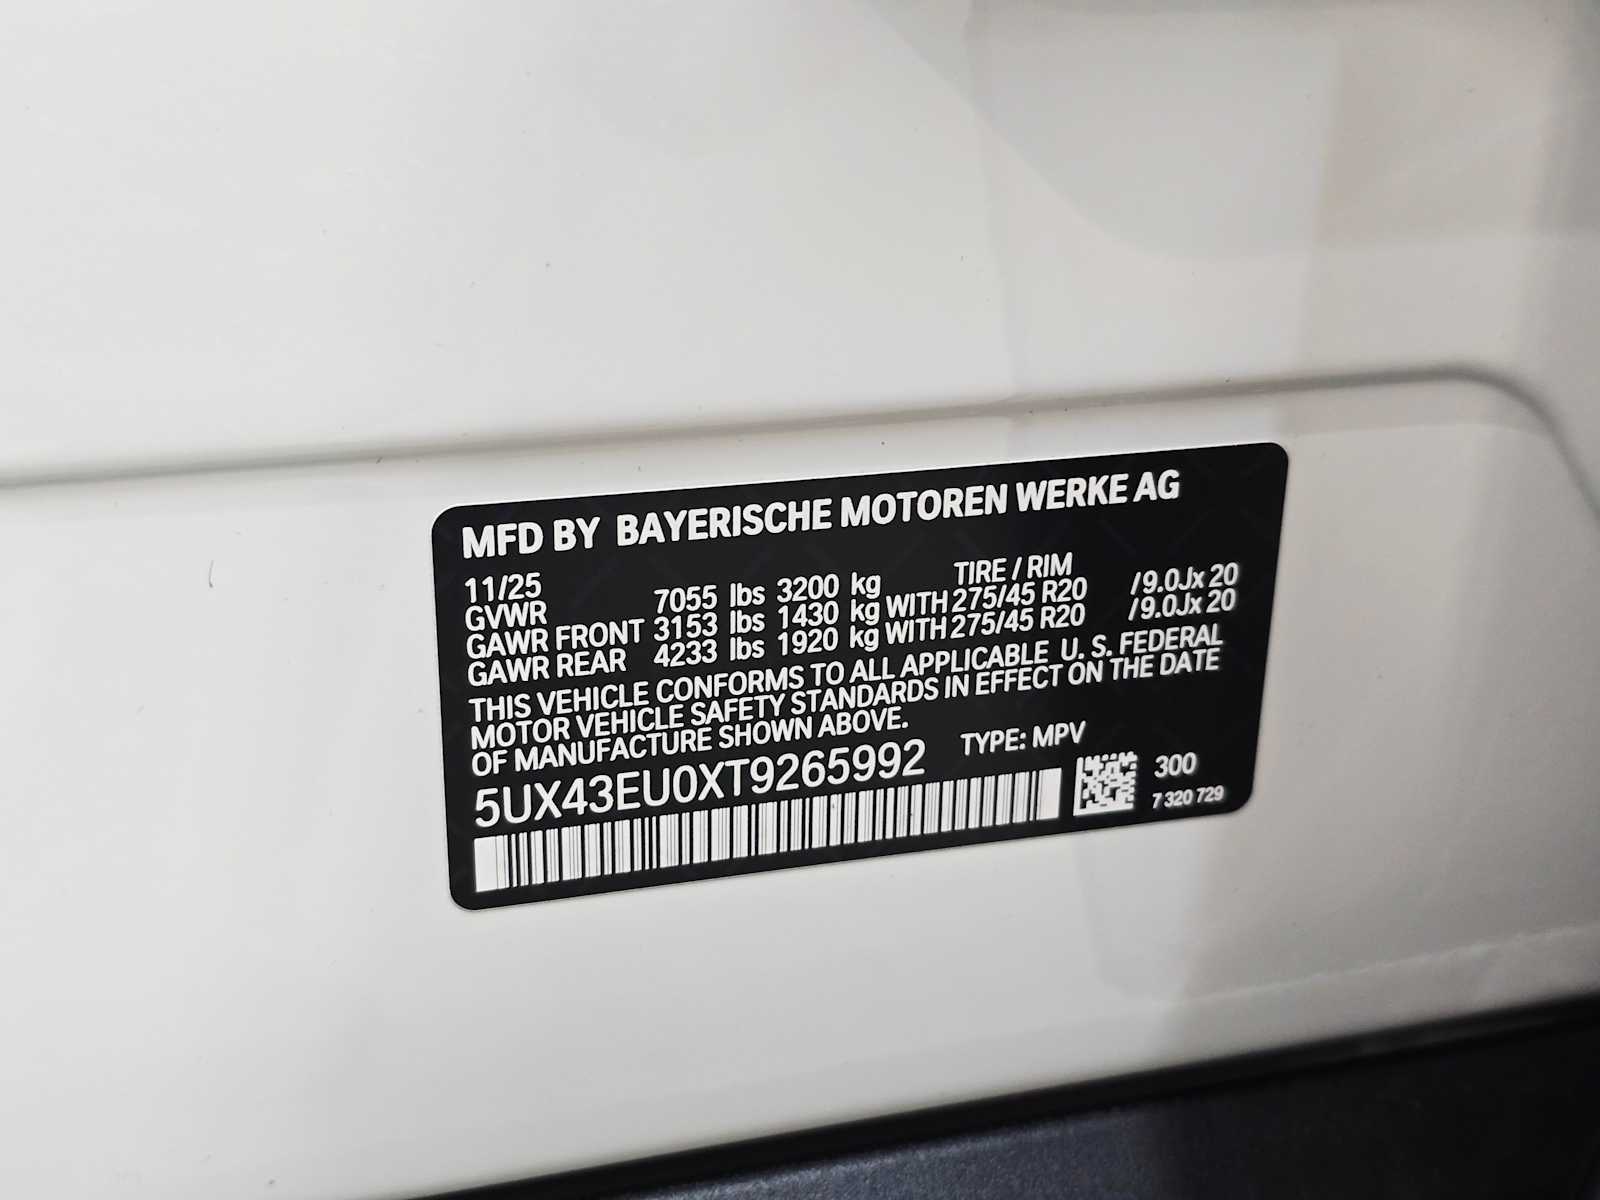 MFD BY BAYERISCHE MOTOREN WERKE AG
11/25 TIRE / RIM
GVWR 7055 lbs 3200 kg
GAWR FRONT 3153 lbs 1430 kg WITH 275/45 R20 /9.0Jx 20
GAWR REAR 4233 lbs 1920 kg WITH 275/45 R20 /9.0Jx 20
THIS VEHICLE CONFORMS TO ALL APPLICABLE U. S. FEDERAL
MOTOR VEHICLE SAFETY STANDARDS IN EFFECT ON THE DATE
OF MANUFACTURE SHOWN ABOVE.
5UX43EU0XT9265992 TYPE: MPV
300
7 320 729